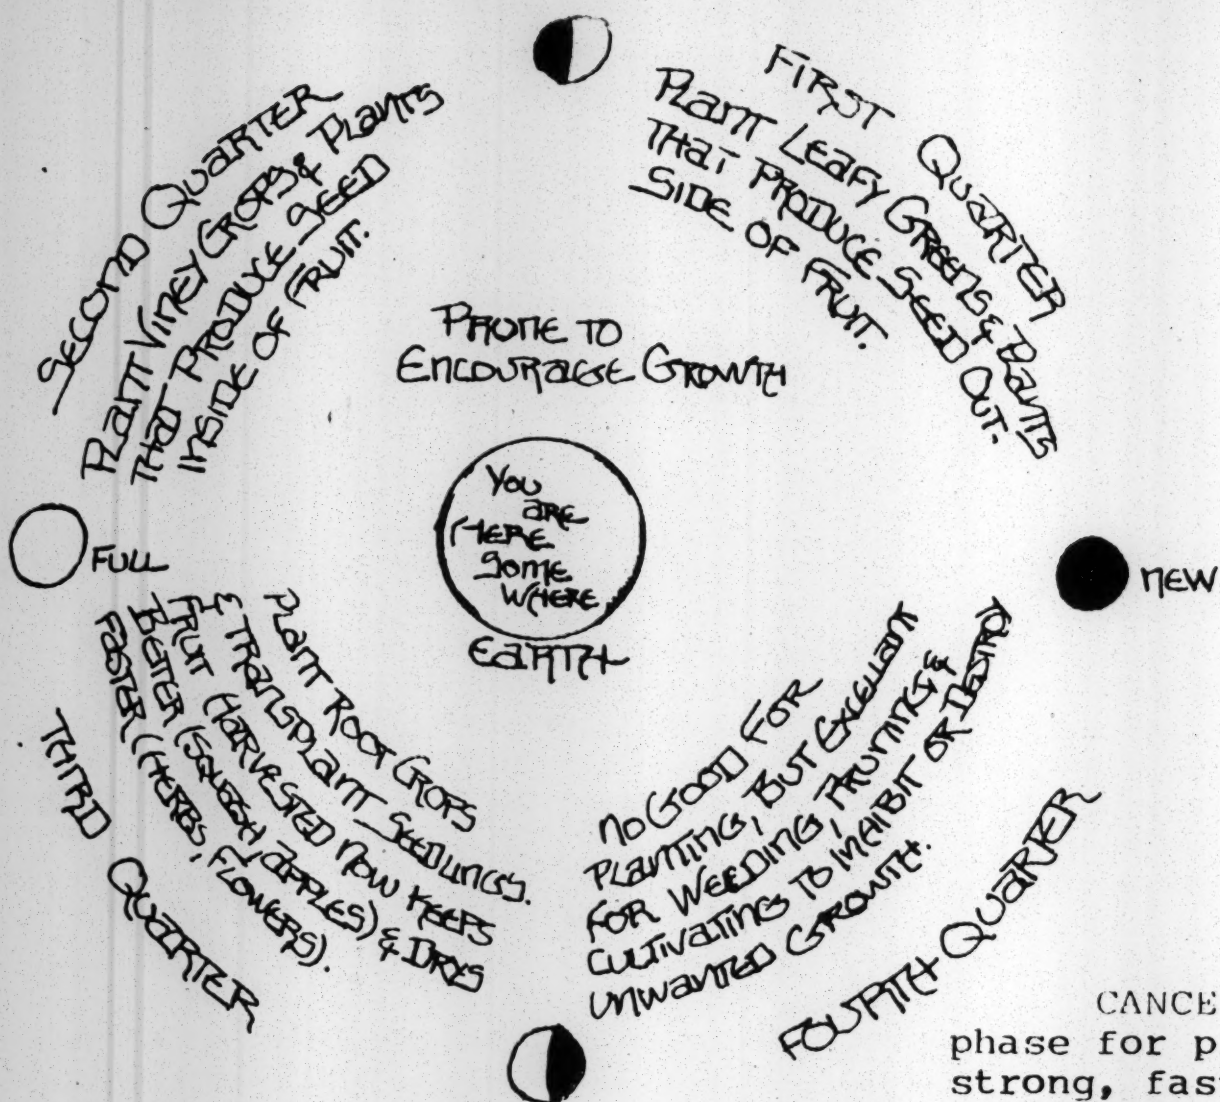 FIRST QUARTER
PLANT LEAFY GREENS & PLANTS
THAT PRODUCE SEED OUT-
SIDE OF FRUIT.
SECOND QUARTER
PLANT VINEY CROPS & PLANTS
THAT PRODUCE SEED
INSIDE OF FRUIT.
PRUNE TO
ENCOURAGE GROWTH
YOU
ARE
HERE
SOME
WHERE
EARTH
FULL
NEW
PLANT ROOT CROPS
& TRANSPLANT SEEDLINGS.
FRUIT HARVESTED NOW KEEPS
BETTER (SQUASH, APPLES) & DRYS
FASTER (HERBS, FLOWERS).
THIRD QUARTER
NO GOOD FOR
PLANTING, BUT EXCELLANT
FOR WEEDING, PRUNING, &
CULTIVATING TO INHIBIT OR DESTROY
UNWANTED GROWTH.
FOURTH QUARTER
CANCE
phase for p
strong, fas